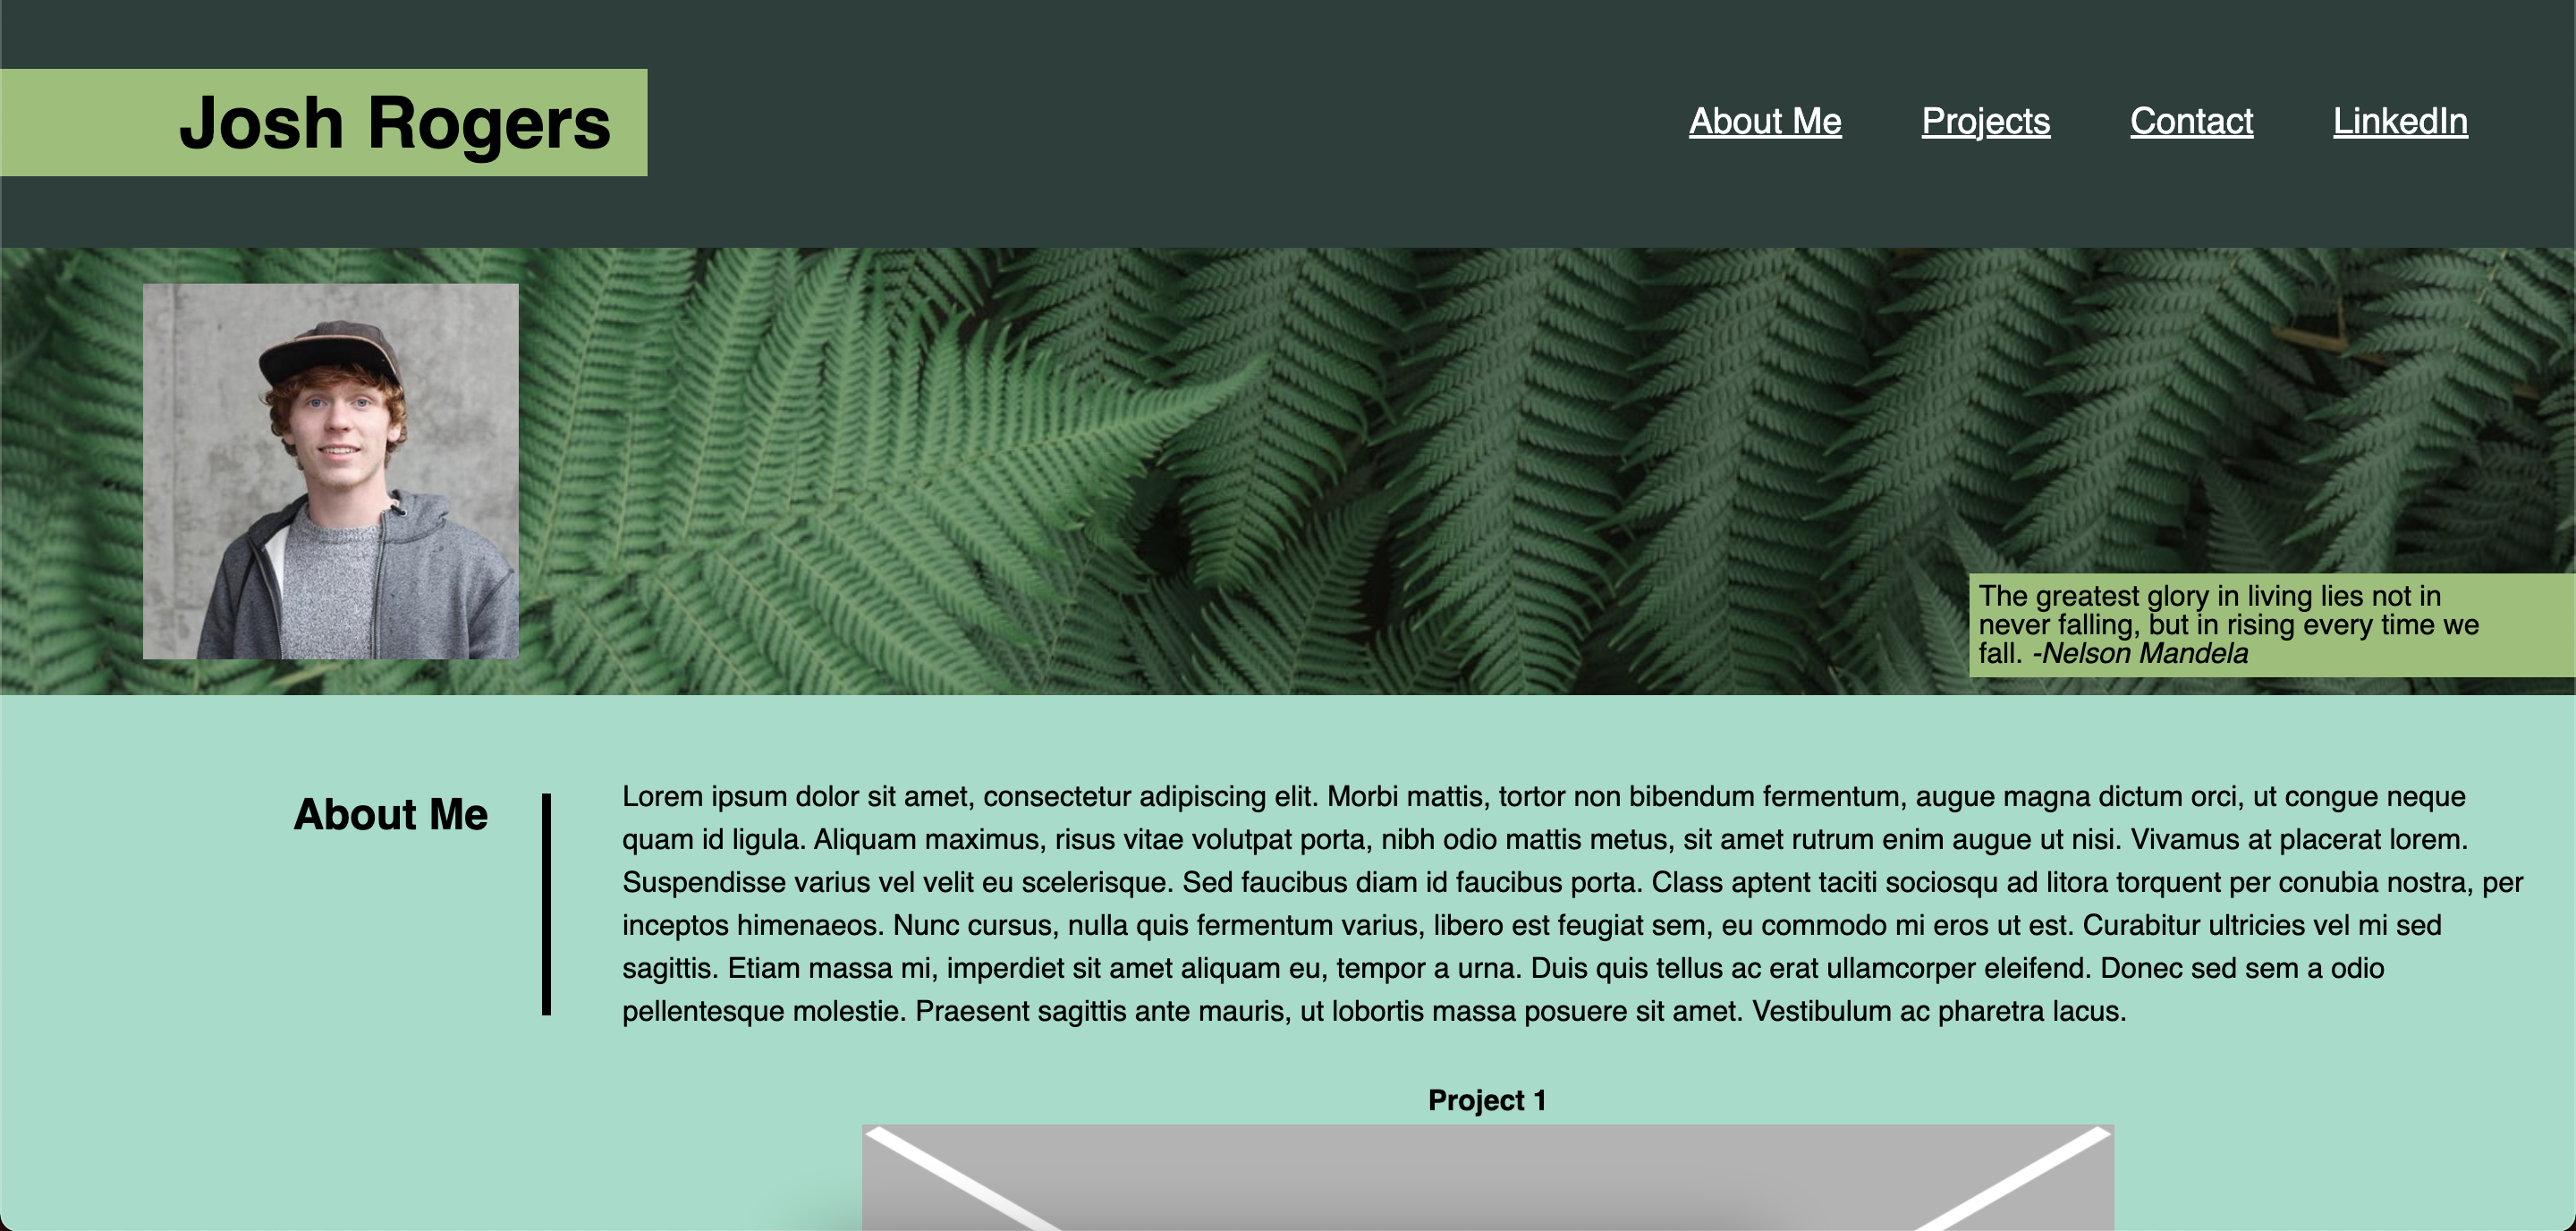 Josh Rogers
About Me
Projects
Contact
LinkedIn
The greatest glory in living lies not in
never falling, but in rising every time we
fall. -Nelson Mandela
About Me
Lorem ipsum dolor sit amet, consectetur adipiscing elit. Morbi mattis, tortor non bibendum fermentum, augue magna dictum orci, ut congue neque
quam id ligula. Aliquam maximus, risus vitae volutpat porta, nibh odio mattis metus, sit amet rutrum enim augue ut nisi. Vivamus at placerat lorem.
Suspendisse varius vel velit eu scelerisque. Sed faucibus diam id faucibus porta. Class aptent taciti sociosqu ad litora torquent per conubia nostra, per
inceptos himenaeos. Nunc cursus, nulla quis fermentum varius, libero est feugiat sem, eu commodo mi eros ut est. Curabitur ultricies vel mi sed
sagittis. Etiam massa mi, imperdiet sit amet aliquam eu, tempor a urna. Duis quis tellus ac erat ullamcorper eleifend. Donec sed sem a odio
pellentesque molestie. Praesent sagittis ante mauris, ut lobortis massa posuere sit amet. Vestibulum ac pharetra lacus.
Project 1